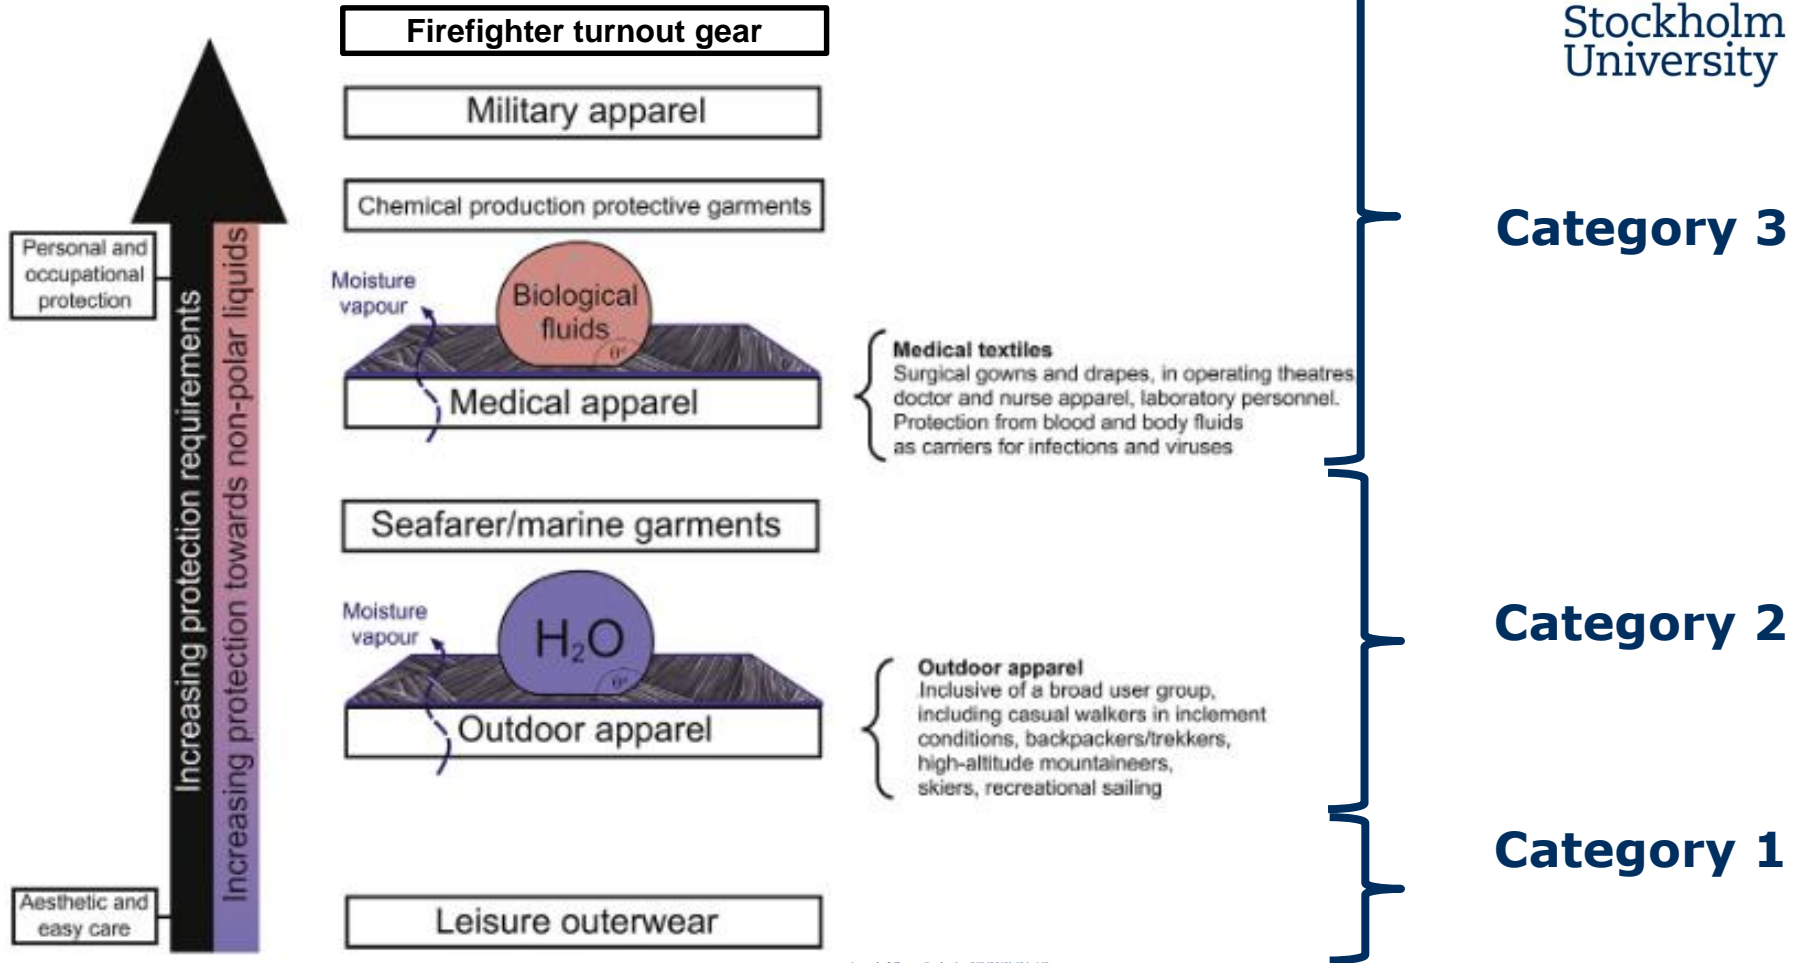 Stockholm
University
Firefighter turnout gear
Military apparel
Chemical production protective garments
Category 3
Personal and
occupational
protection
Increasing protection requirements
Increasing protection towards non-polar liquids
Moisture
vapour
Biological
fluids
θ°
Medical apparel
Medical textiles
Surgical gowns and drapes, in operating theatres
doctor and nurse apparel, laboratory personnel.
Protection from blood and body fluids
as carriers for infections and viruses
Seafarer/marine garments
Moisture
vapour
H₂O
θ°
Outdoor apparel
Category 2
Outdoor apparel
Inclusive of a broad user group,
including casual walkers in inclement
conditions, backpackers/trekkers,
high-altitude mountaineers,
skiers, recreational sailing
Category 1
Aesthetic and
easy care
Leisure outerwear